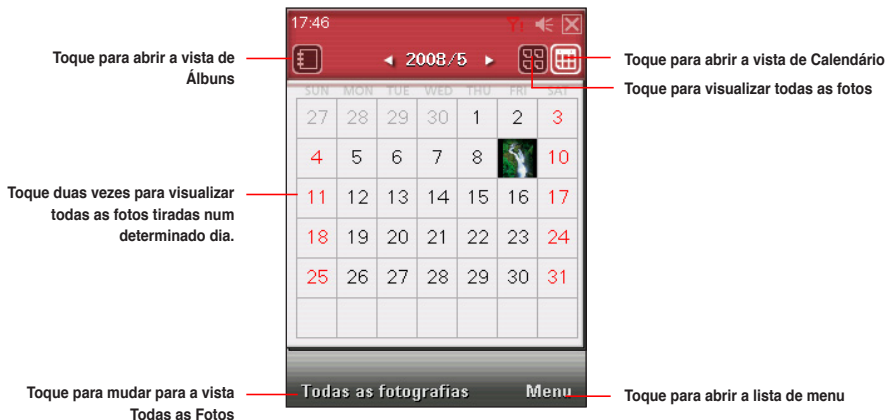 17:46
Toque para abrir a vista de
Álbuns
2008/5
Toque para abrir a vista de Calendário
Toque para visualizar todas as fotos
SUN MON TUE WED THU FRI SAT
27 28 29 30 1 2 3
4 5 6 7 8 10
Toque duas vezes para visualizar
todas as fotos tiradas num
determinado dia.
11 12 13 14 15 16 17
18 19 20 21 22 23 24
25 26 27 28 29 30 31
Todas as fotografias Menu
Toque para mudar para a vista
Todas as Fotos
Toque para abrir a lista de menu